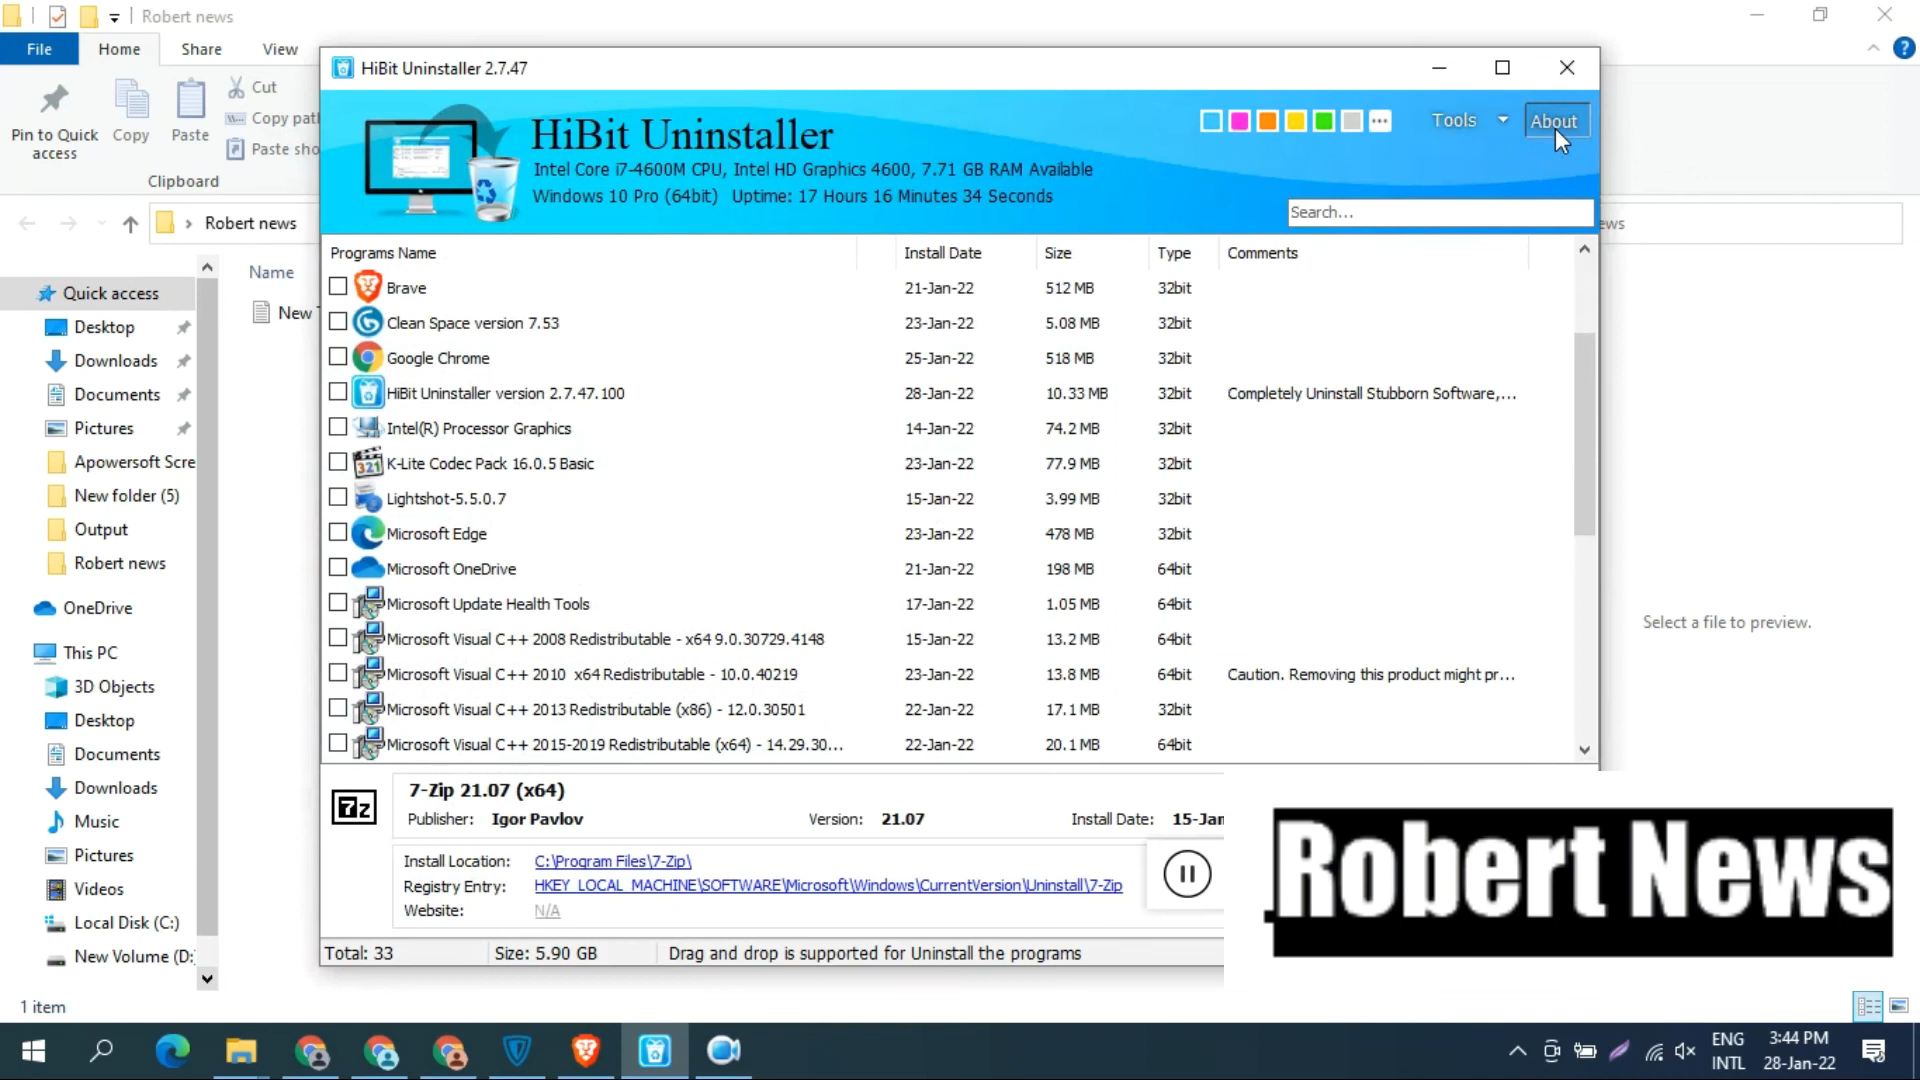 Robert news
File
Home
Share
View
Pin to Quick
access
Copy
Paste
Cut
Copy pat
Paste sho
Clipboard
Robert news
ews
Name
New
Quick access
Desktop
Downloads
Documents
Pictures
Apowersoft Scre
New folder (5)
Output
Robert news
OneDrive
This PC
3D Objects
Desktop
Documents
Downloads
Music
Pictures
Videos
Local Disk (C:)
New Volume (D:
1 item
Select a file to preview.
HiBit Uninstaller 2.7.47
HiBit Uninstaller
Intel Core i7-4600M CPU, Intel HD Graphics 4600, 7.71 GB RAM Available
Windows 10 Pro (64bit) Uptime: 17 Hours 16 Minutes 34 Seconds
Tools
About
Search...
Programs Name Install Date Size Type Comments
Brave 21-Jan-22 512 MB 32bit
Clean Space version 7.53 23-Jan-22 5.08 MB 32bit
Google Chrome 25-Jan-22 518 MB 32bit
HiBit Uninstaller version 2.7.47.100 28-Jan-22 10.33 MB 32bit Completely Uninstall Stubborn Software,...
Intel(R) Processor Graphics 14-Jan-22 74.2 MB 32bit
K-Lite Codec Pack 16.0.5 Basic 23-Jan-22 77.9 MB 32bit
Lightshot-5.5.0.7 15-Jan-22 3.99 MB 32bit
Microsoft Edge 23-Jan-22 478 MB 32bit
Microsoft OneDrive 21-Jan-22 198 MB 64bit
Microsoft Update Health Tools 17-Jan-22 1.05 MB 64bit
Microsoft Visual C++ 2008 Redistributable - x64 9.0.30729.4148 15-Jan-22 13.2 MB 64bit
Microsoft Visual C++ 2010 x64 Redistributable - 10.0.40219 23-Jan-22 13.8 MB 64bit Caution. Removing this product might pr...
Microsoft Visual C++ 2013 Redistributable (x86) - 12.0.30501 22-Jan-22 17.1 MB 32bit
Microsoft Visual C++ 2015-2019 Redistributable (x64) - 14.29.30... 22-Jan-22 20.1 MB 64bit
7z
7-Zip 21.07 (x64)
Publisher: Igor Pavlov Version: 21.07 Install Date: 15-Jan
Install Location: C:\Program Files\7-Zip\
Registry Entry: HKEY_LOCAL_MACHINE\SOFTWARE\Microsoft\Windows\CurrentVersion\Uninstall\7-Zip
Website: N/A
Total: 33 Size: 5.90 GB Drag and drop is supported for Uninstall the programs
.Robert News
ENG
INTL
3:44 PM
28-Jan-22